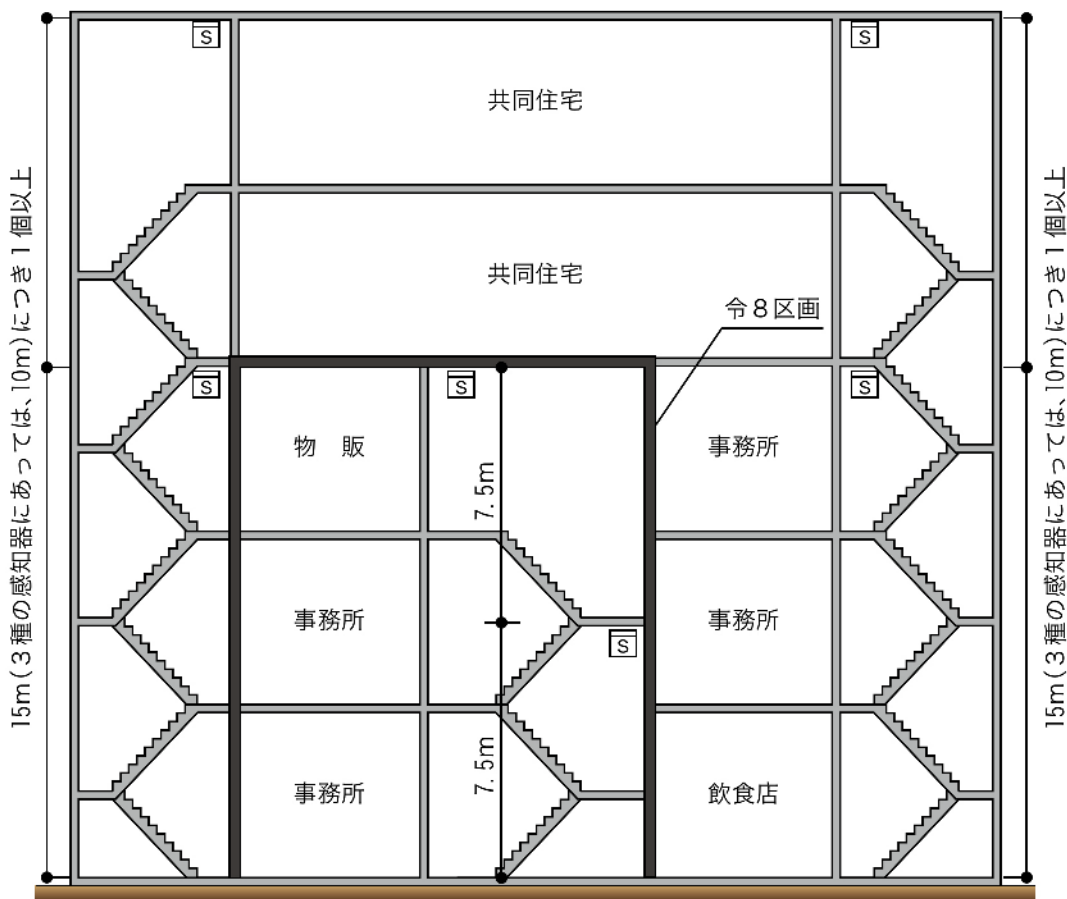 S
S
共同住宅
共同住宅
令８区画
S
S
S
物　販
7.5m
事務所
15m(３種の感知器にあっては、10m)につき１個以上
15m(３種の感知器にあっては、10m)につき１個以上
事務所
事務所
S
7.5m
事務所
飲食店